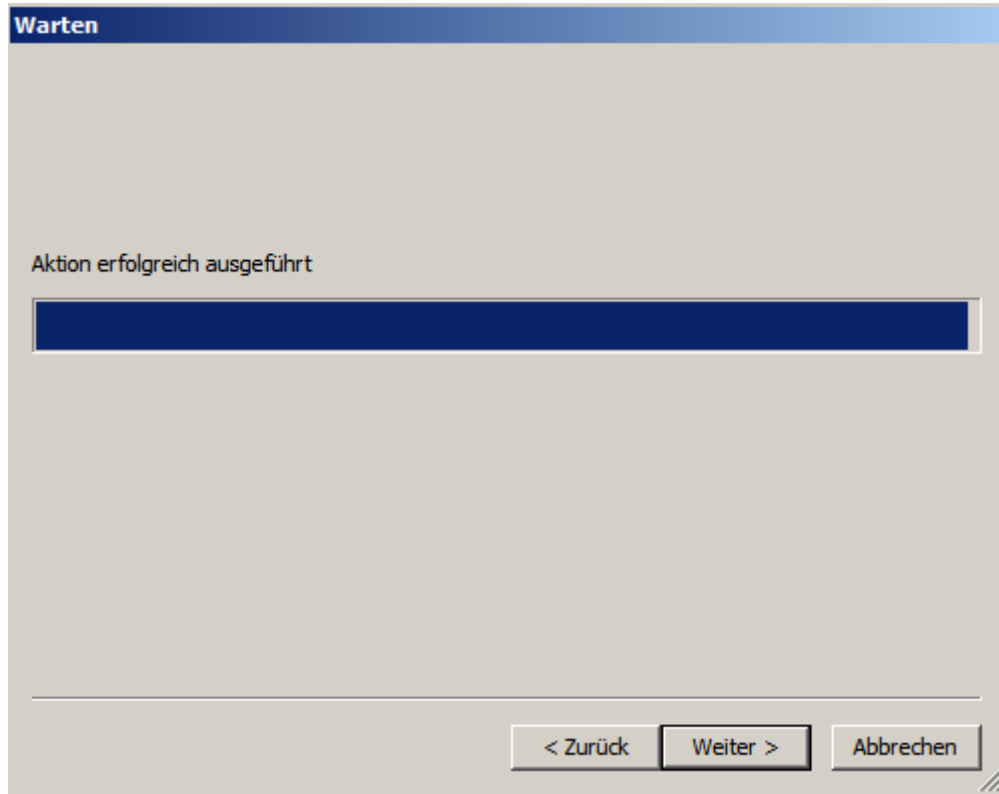 Warten
Aktion erfolgreich ausgeführt
< Zurück
Weiter >
Abbrechen